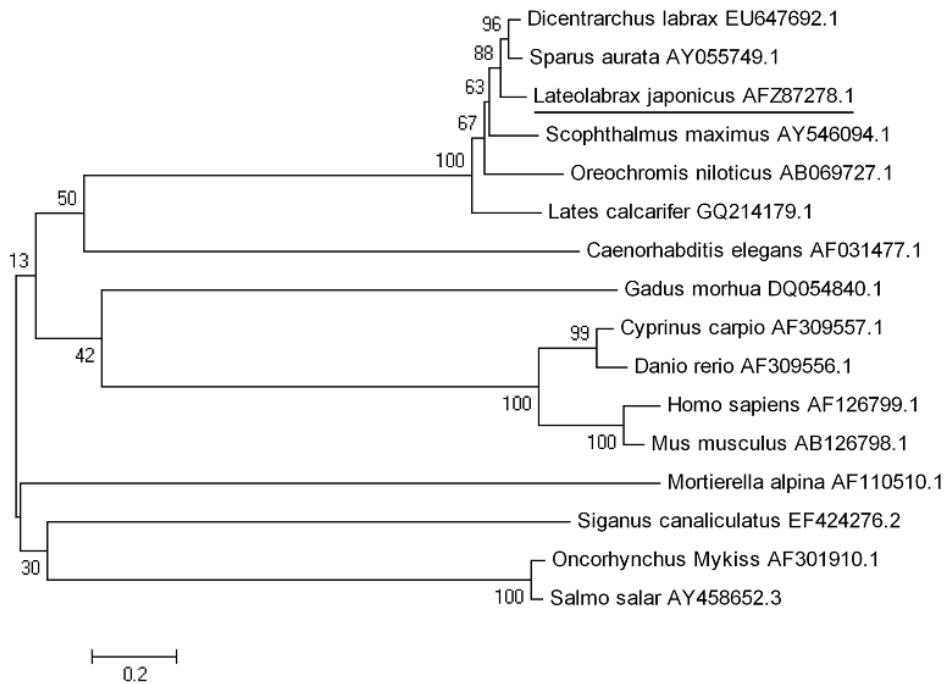 Dicentrarchus labrax EU647692.1
96
Sparus aurata AY055749.1
88
Lateolabrax japonicus AFZ87278.1
63
Scophthalmus maximus AY546094.1
67
Oreochromis niloticus AB069727.1
100
Lates calcarifer GQ214179.1
50
Caenorhabditis elegans AF031477.1
13
Gadus morhua DQ054840.1
Cyprinus carpio AF309557.1
99
42
Danio rerio AF309556.1
100
Homo sapiens AF126799.1
100
Mus musculus AB126798.1
Mortierella alpina AF110510.1
Siganus canaliculatus EF424276.2
30
Oncorhynchus Mykiss AF301910.1
100
Salmo salar AY458652.3
0.2